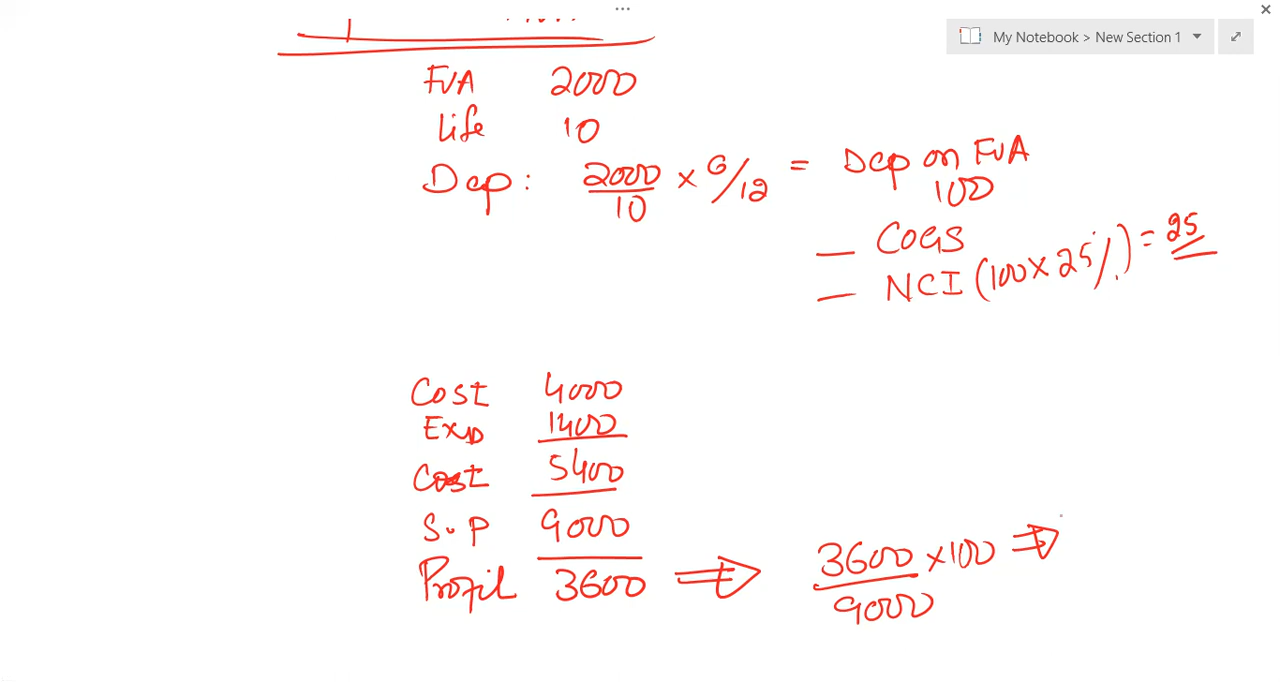 My Notebook > New Section 1
FVA 2000
Life 10
Dep: 2000/10 × 6/12 = Dep on FVA
100
— COGS
— NCI (100 × 25%) = 25
Cost 4000
Exp 1400
Cost 5400
S.P 9000
Profit 3600 ⇒ 3600/9000 × 100 ⇒